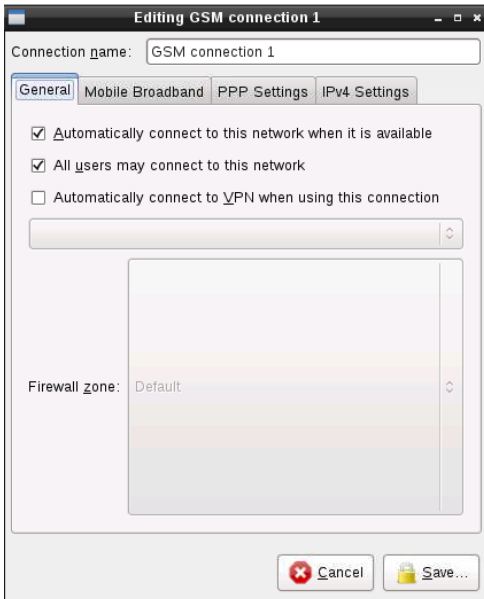 Editing GSM connection 1
Connection name: GSM connection 1
General Mobile Broadband PPP Settings IPv4 Settings
Automatically connect to this network when it is available
All users may connect to this network
Automatically connect to VPN when using this connection
Firewall zone: Default
Cancel Save...